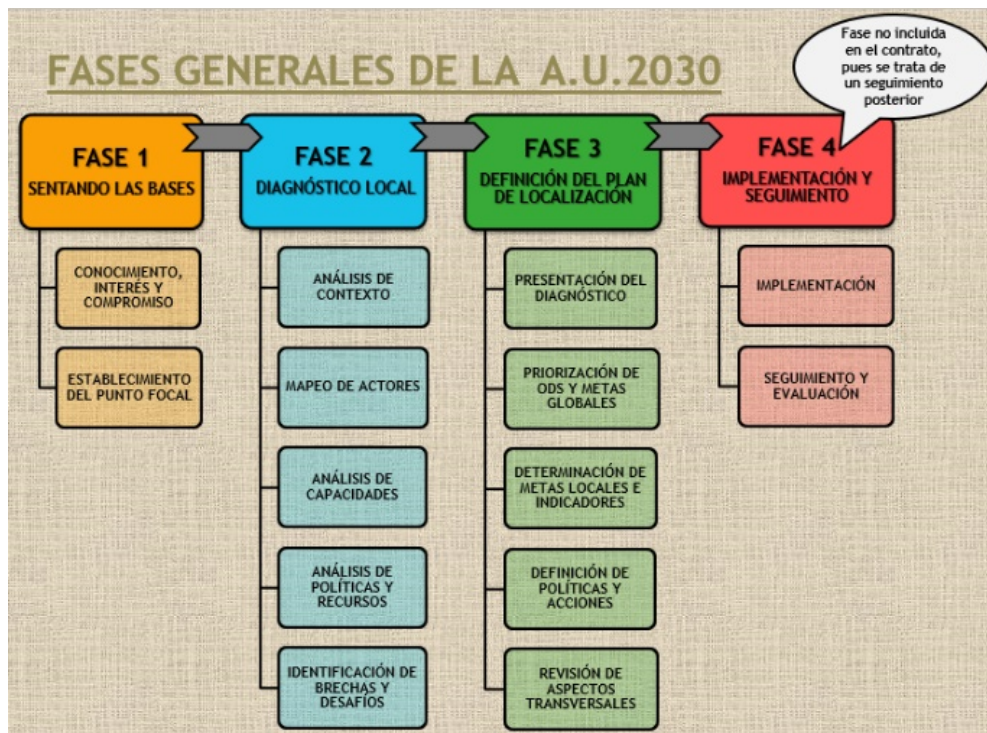 FASES GENERALES DE LA A.U.2030
Fase no incluida
en el contrato,
pues se trata de
un seguimiento
posterior
FASE 1
SENTANDO LAS BASES
CONOCIMIENTO,
INTERÉS Y
COMPROMISO
ESTABLECIMIENTO
DEL PUNTO FOCAL
FASE 2
DIAGNÓSTICO LOCAL
ANÁLISIS DE
CONTEXTO
MAPEO DE ACTORES
ANÁLISIS DE
CAPACIDADES
ANÁLISIS DE
POLÍTICAS Y
RECURSOS
IDENTIFICACIÓN DE
BRECHAS Y
DESAFÍOS
FASE 3
DEFINICIÓN DEL PLAN
DE LOCALIZACIÓN
PRESENTACIÓN DEL
DIAGNÓSTICO
PRIORIZACIÓN DE
ODS Y METAS
GLOBALES
DETERMINACIÓN DE
METAS LOCALES E
INDICADORES
DEFINICIÓN DE
POLÍTICAS Y
ACCIONES
REVISIÓN DE
ASPECTOS
TRANSVERSALES
FASE 4
IMPLEMENTACIÓN Y
SEGUIMIENTO
IMPLEMENTACIÓN
SEGUIMIENTO Y
EVALUACIÓN